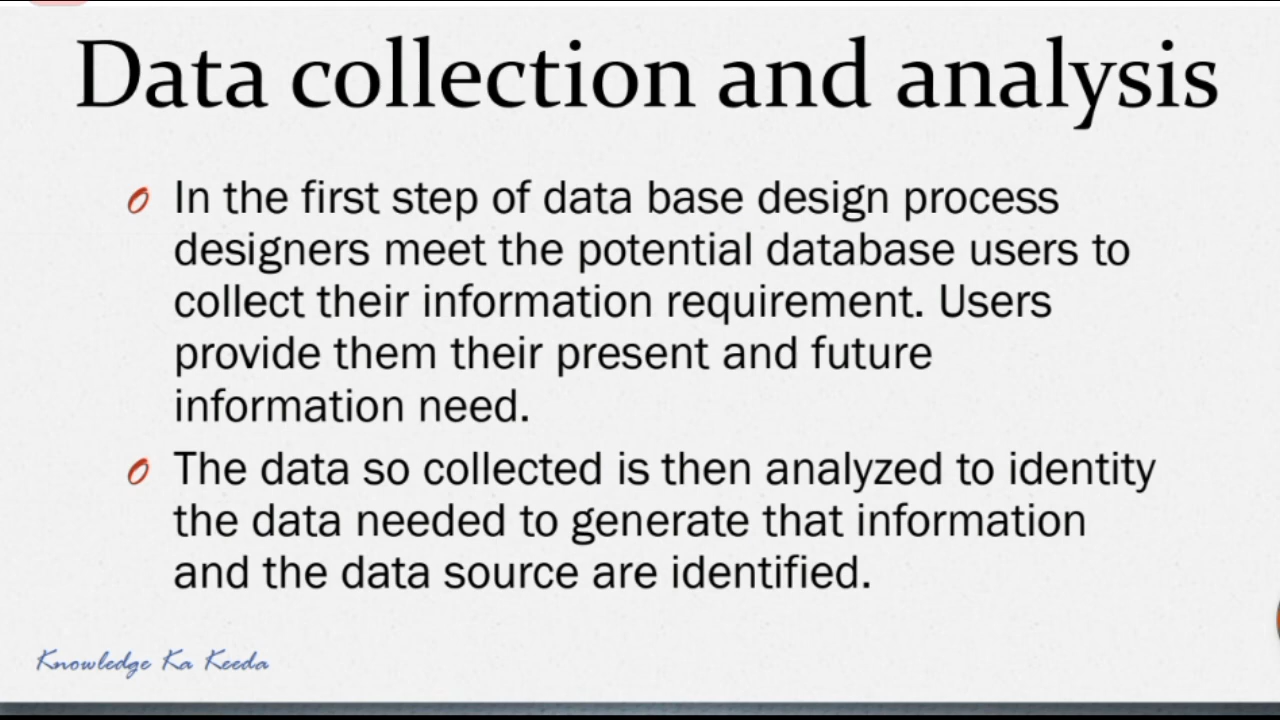 Data collection and analysis
In the first step of data base design process
designers meet the potential database users to
collect their information requirement. Users
provide them their present and future
information need.
The data so collected is then analyzed to identity
the data needed to generate that information
and the data source are identified.
Knowledge Ka Keeda